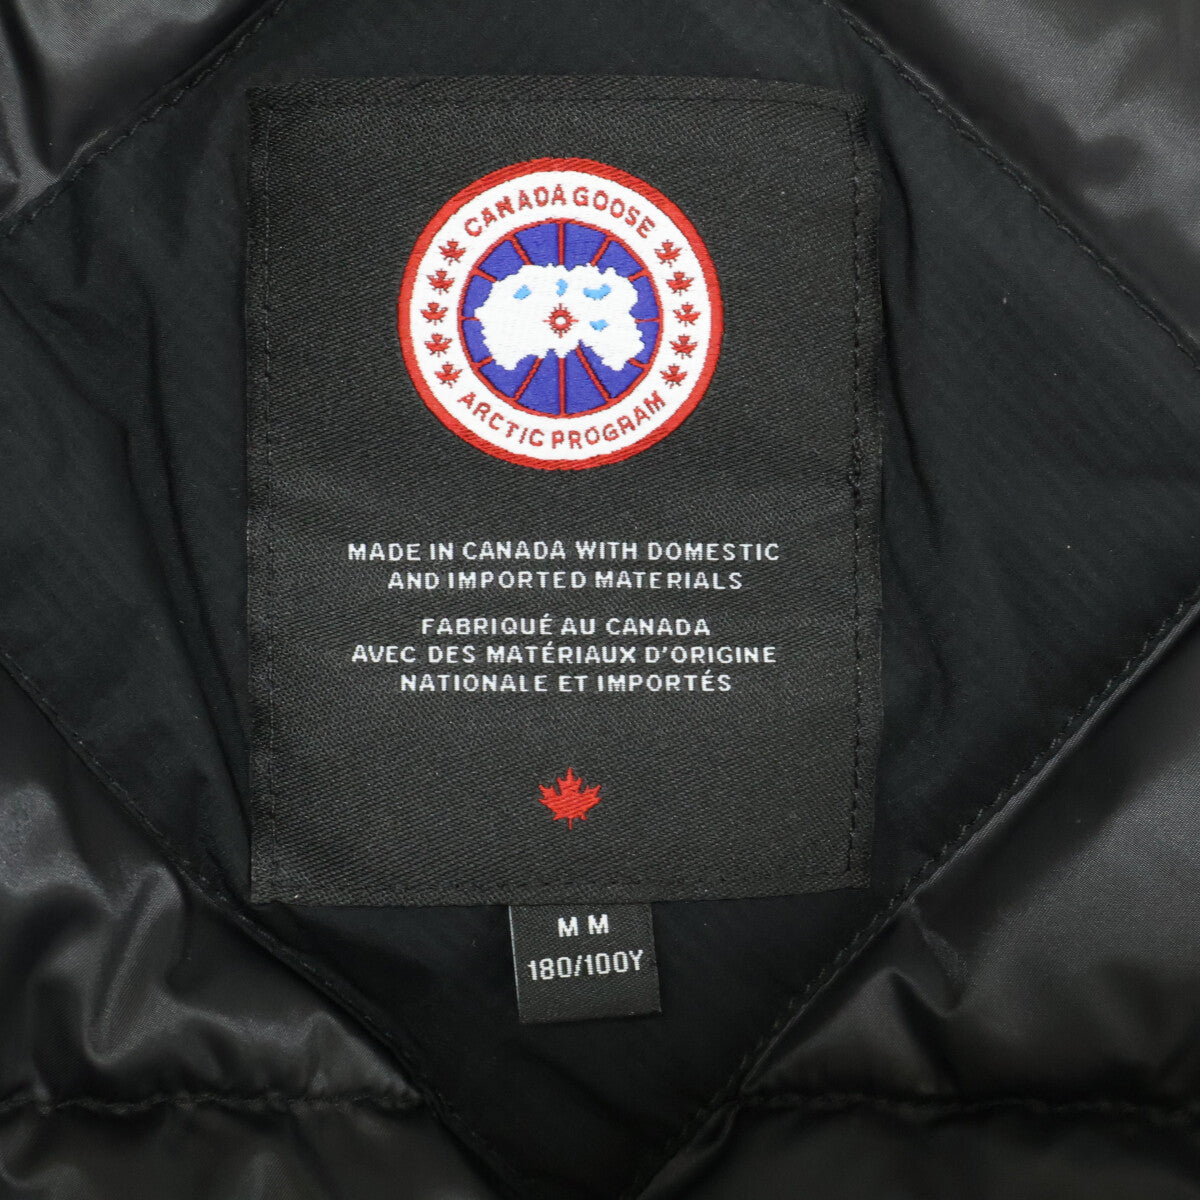 CANADA GOOSE
ARCTIC PROGRAM
MADE IN CANADA WITH DOMESTIC
AND IMPORTED MATERIALS
FABRIQUÉ AU CANADA
AVEC DES MATÉRIAUX D'ORIGINE
NATIONALE ET IMPORTÉS
M M
180/100Y